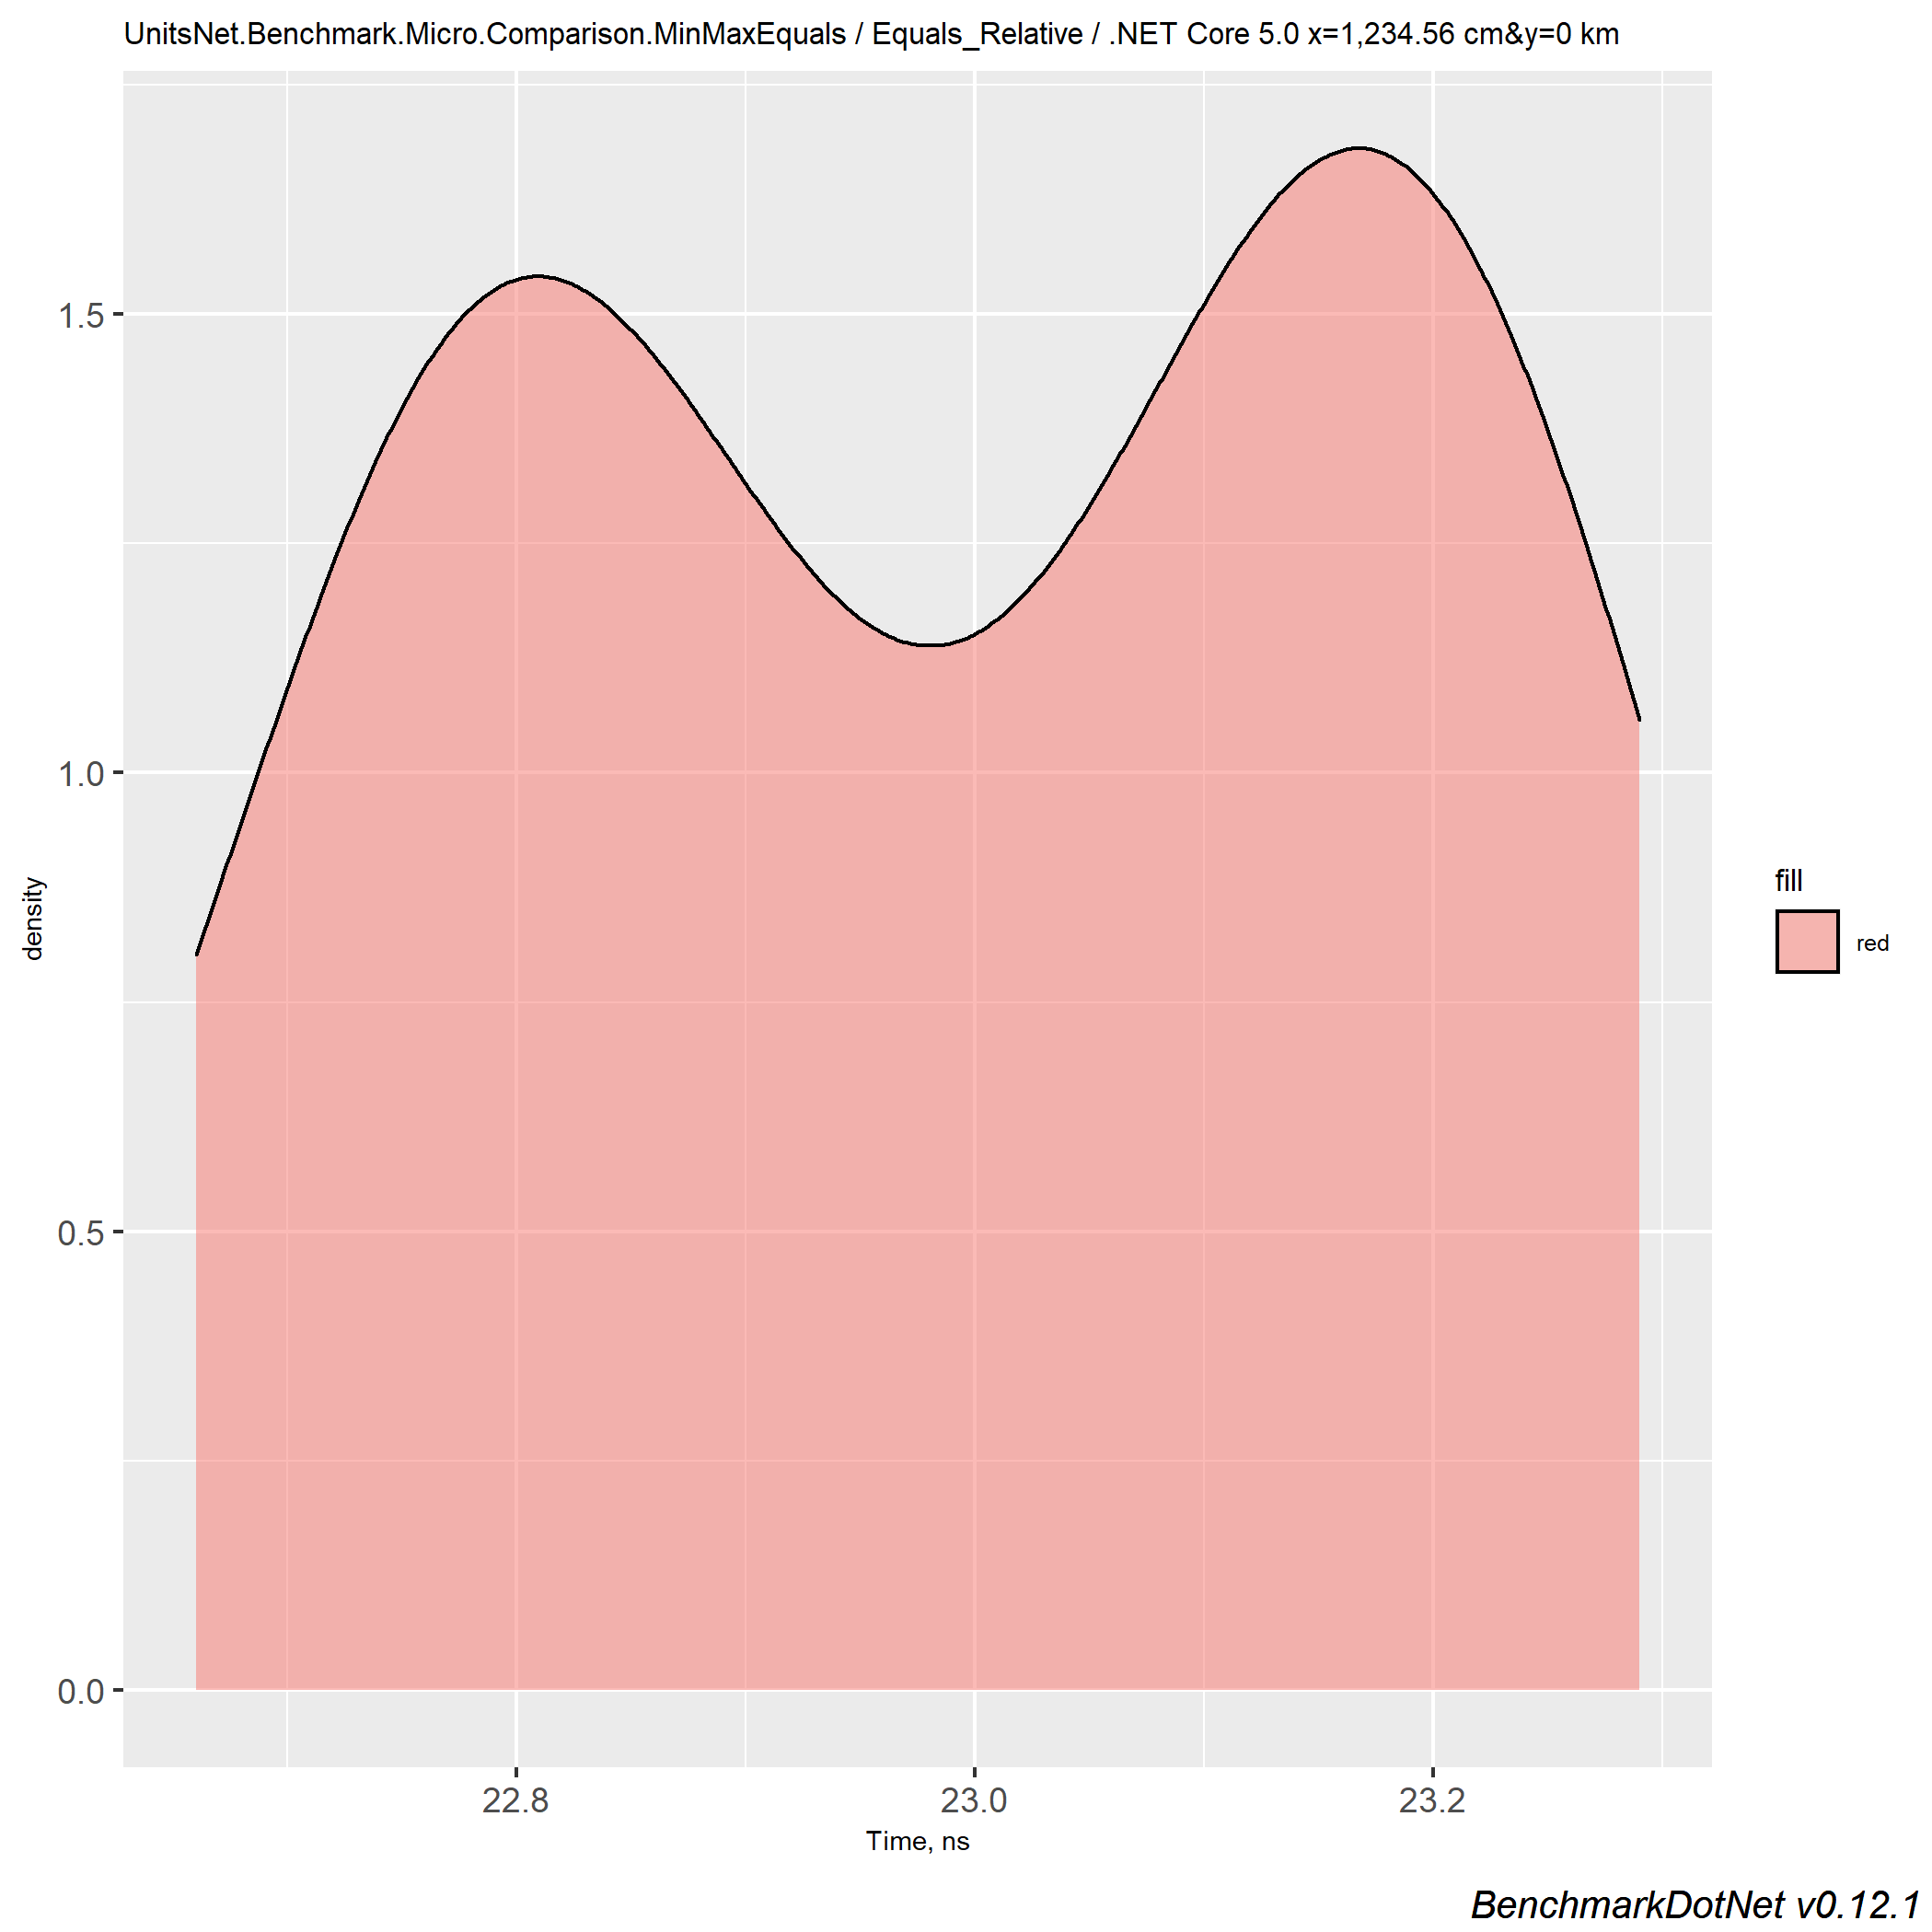 UnitsNet.Benchmark.Micro.Comparison.MinMaxEquals / Equals_Relative / .NET Core 5.0 x=1,234.56 cm&y=0 km
1.5
1.0
0.5
0.0
density
22.8 23.0 23.2
Time, ns
fill
red
BenchmarkDotNet v0.12.1